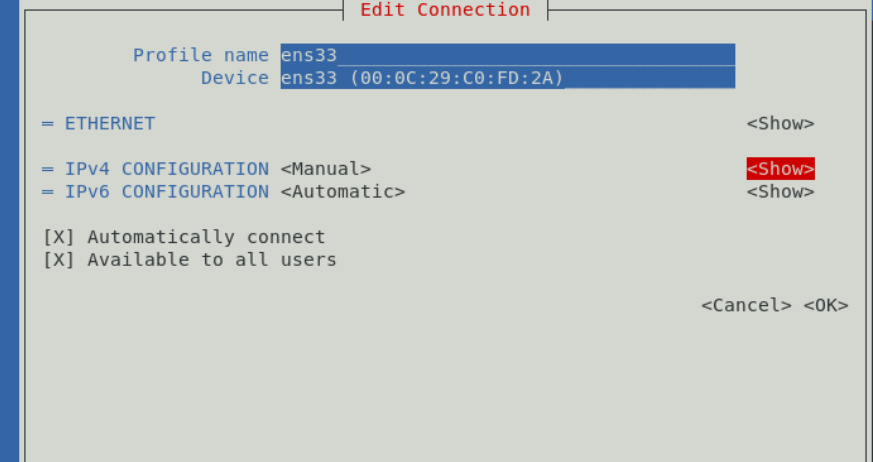 Edit Connection
Profile name ens33
Device ens33 (00:0C:29:C0:FD:2A)
= ETHERNET <Show>
= IPv4 CONFIGURATION <Manual> <Show>
= IPv6 CONFIGURATION <Automatic> <Show>
[X] Automatically connect
[X] Available to all users
<Cancel> <OK>